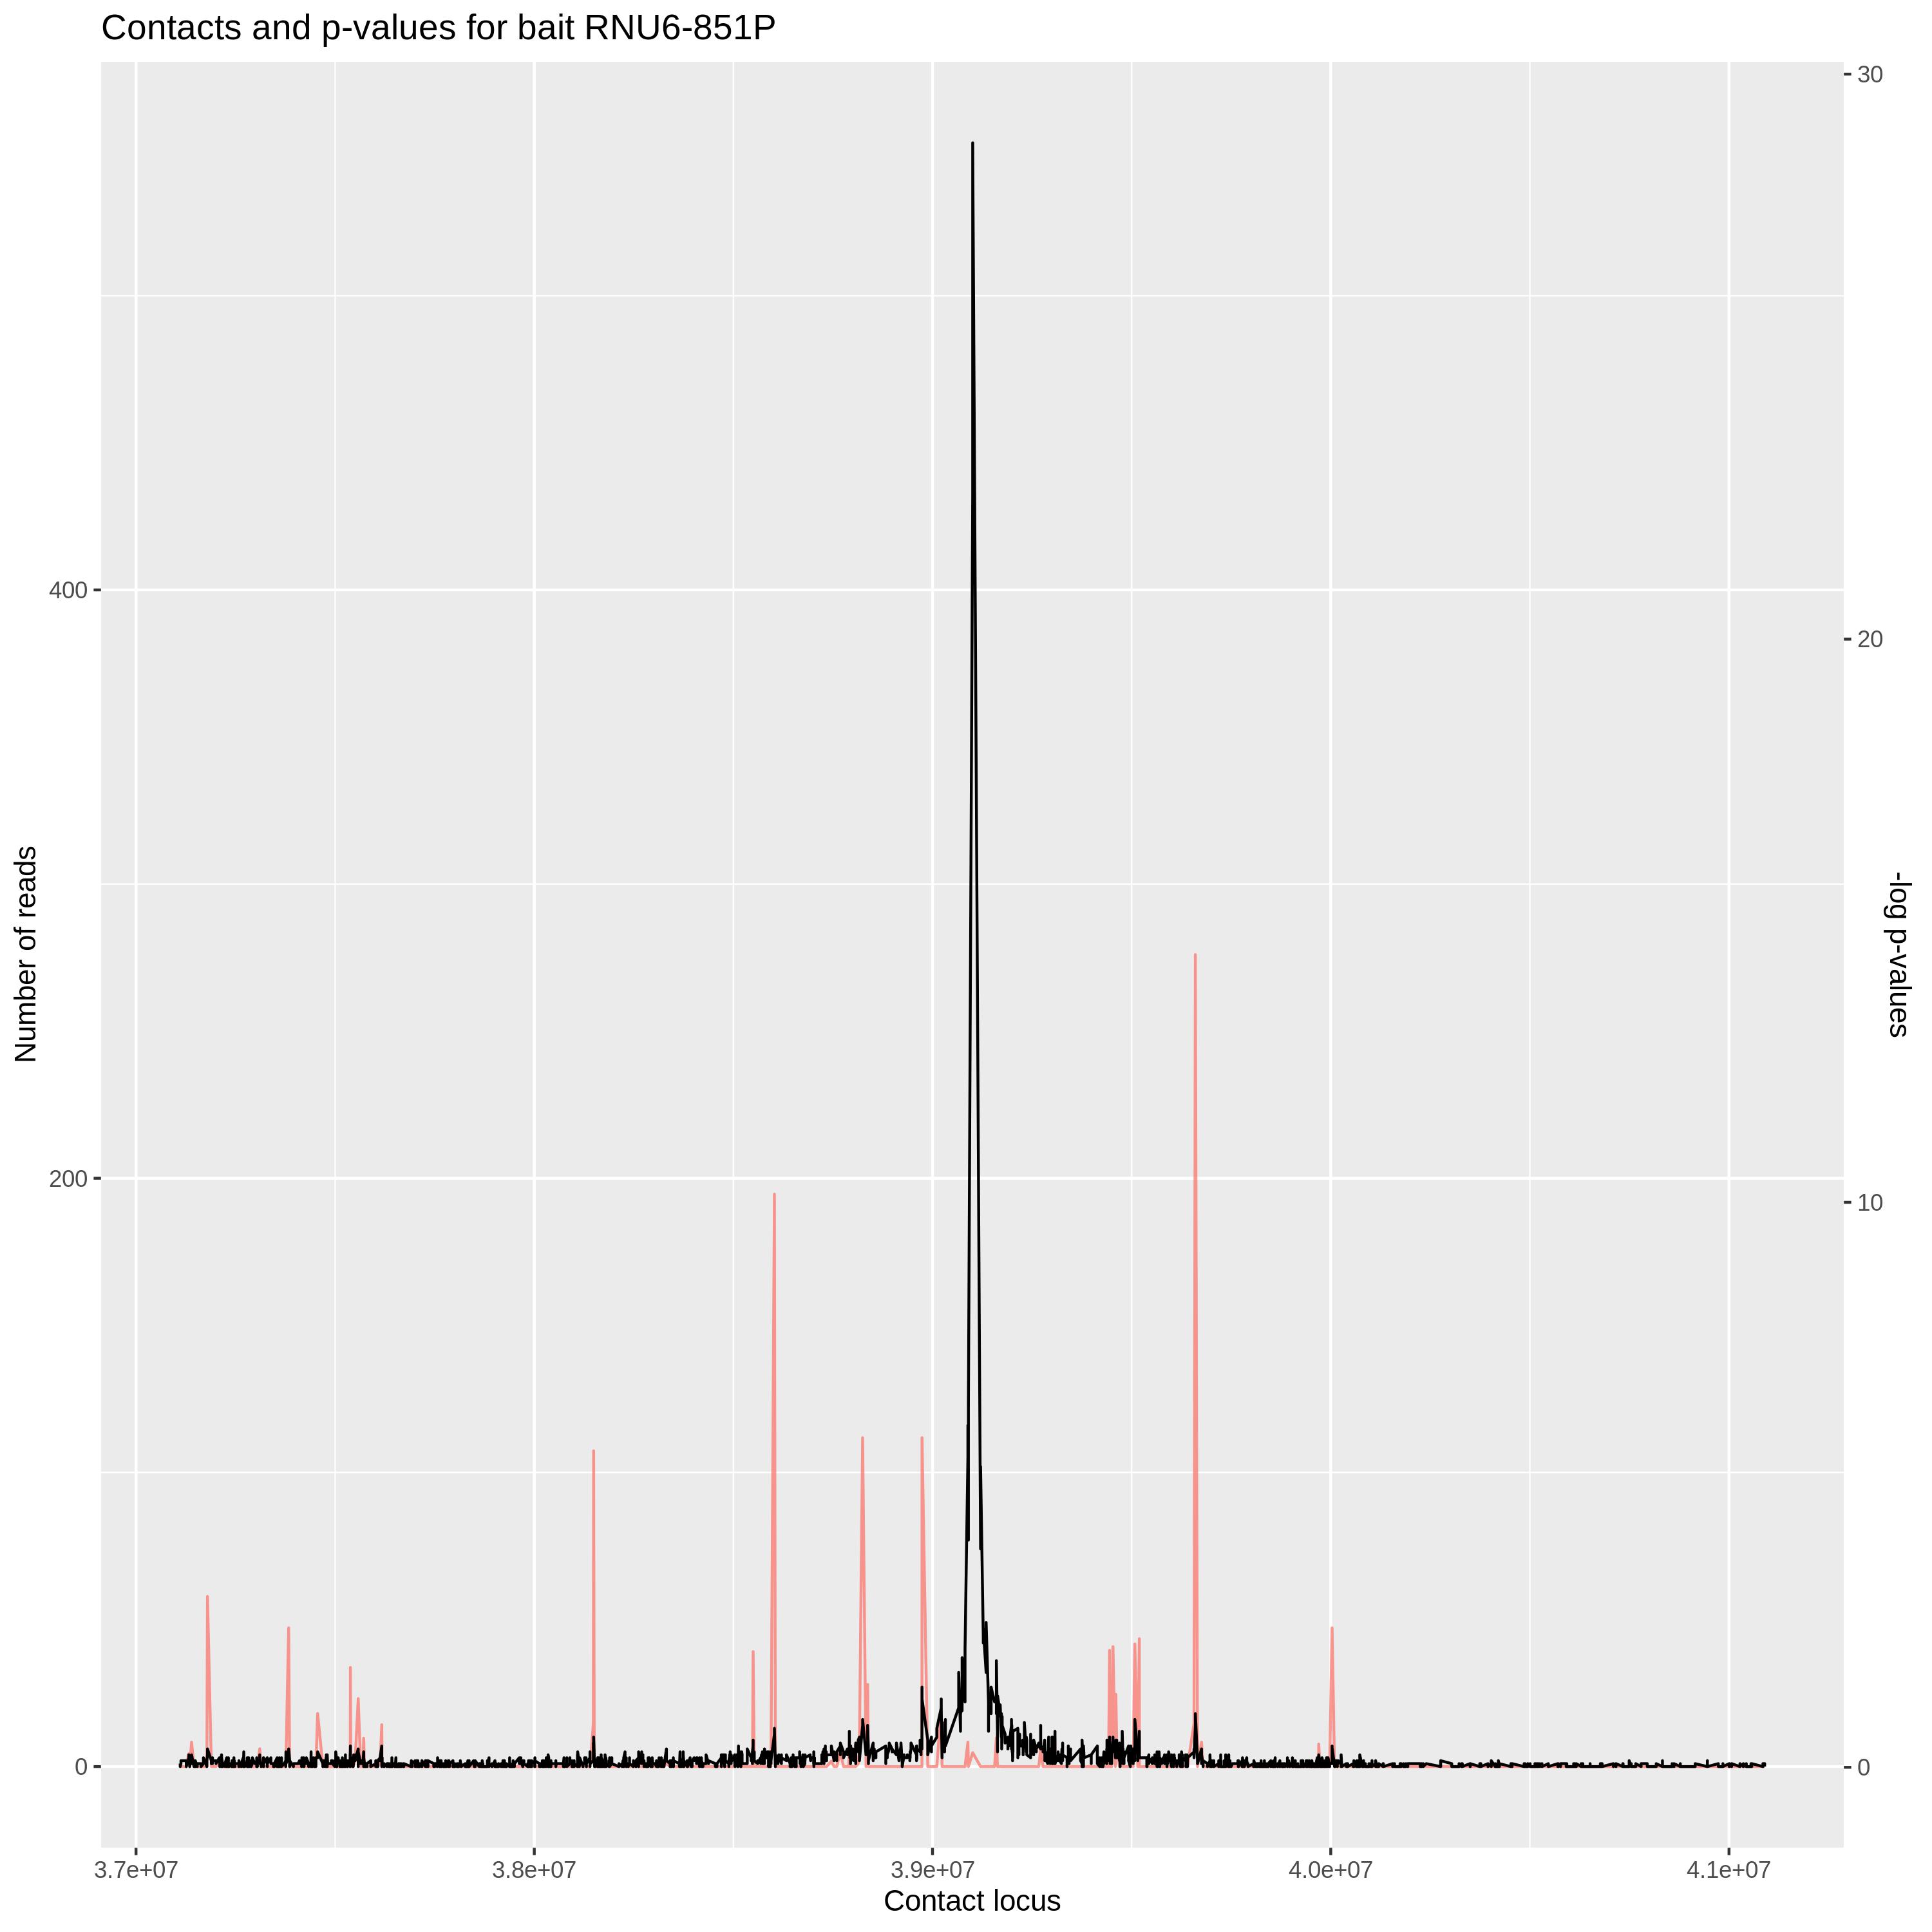 Contacts and p-values for bait RNU6-851P
Number of reads
400
200
0
30
20
10
0
-log p-values
3.7e+07
3.8e+07
3.9e+07
4.0e+07
4.1e+07
Contact locus